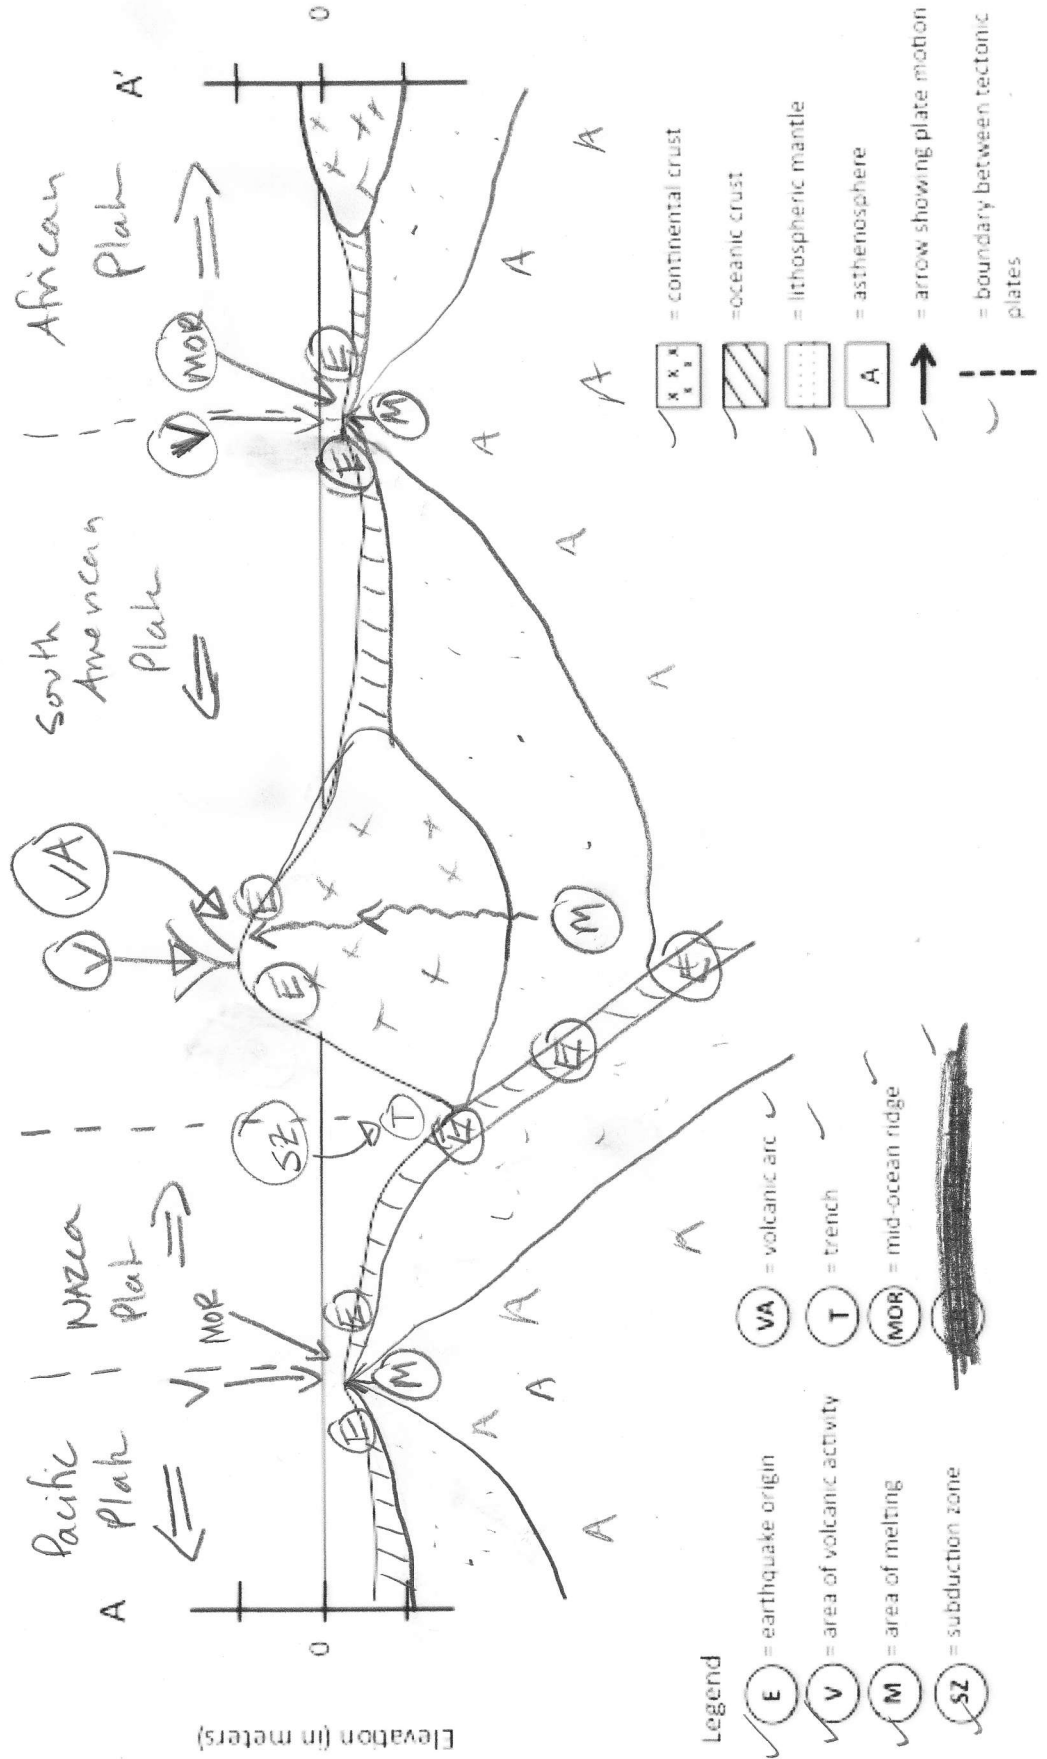 Pacific
Plate
NAZCA
Plate
South
American
Plate
African
Plate
V
MOR
SZ
T
V
VA
V
MOR
A
A'
0
0
Elevation (in meters)
E
E
E
E
E
E
E
E
E
M
M
M
A
A
A
A
A
A
A
A
A
A
Legend
E = earthquake origin
V = area of volcanic activity
M = area of melting
SZ = subduction zone
VA = volcanic arc
T = trench
MOR = mid-ocean ridge
x x x x x x = continental crust
=oceanic crust
= lithospheric mantle
A = asthenosphere
= arrow showing plate motion
= boundary between tectonic
plates